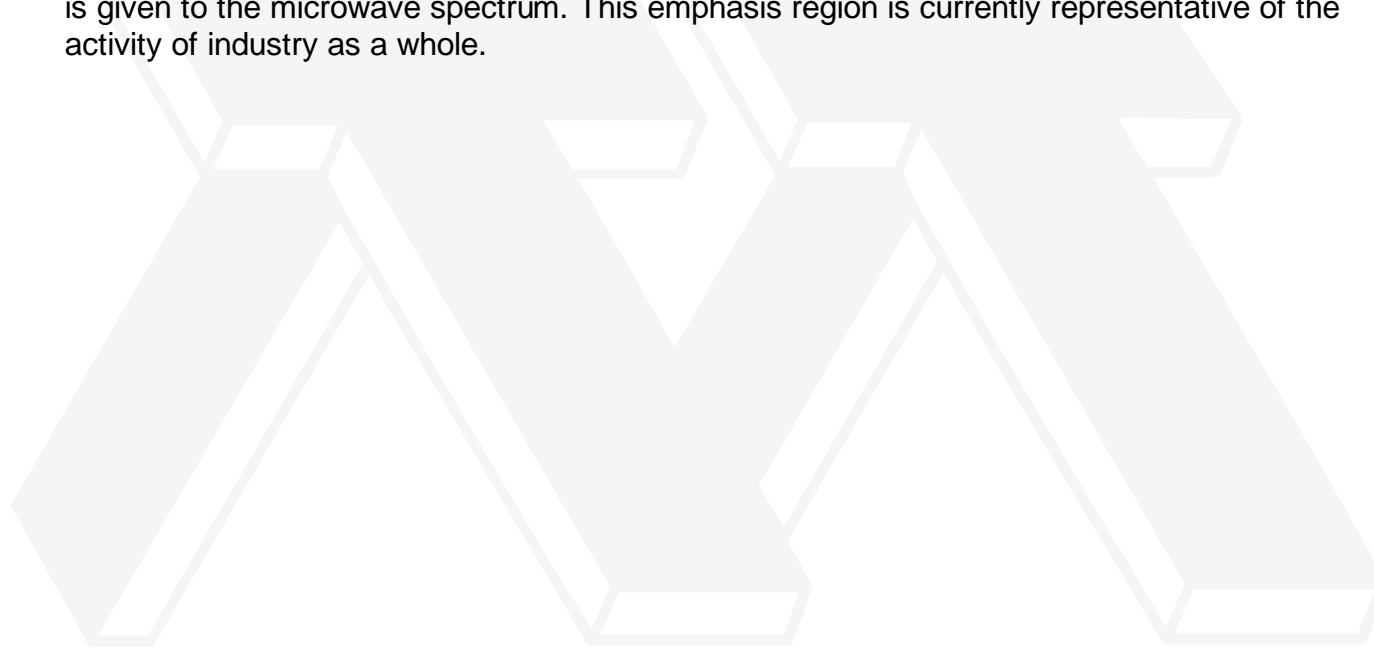 is given to the microwave spectrum. This emphasis region is currently representative of the
activity of industry as a whole.